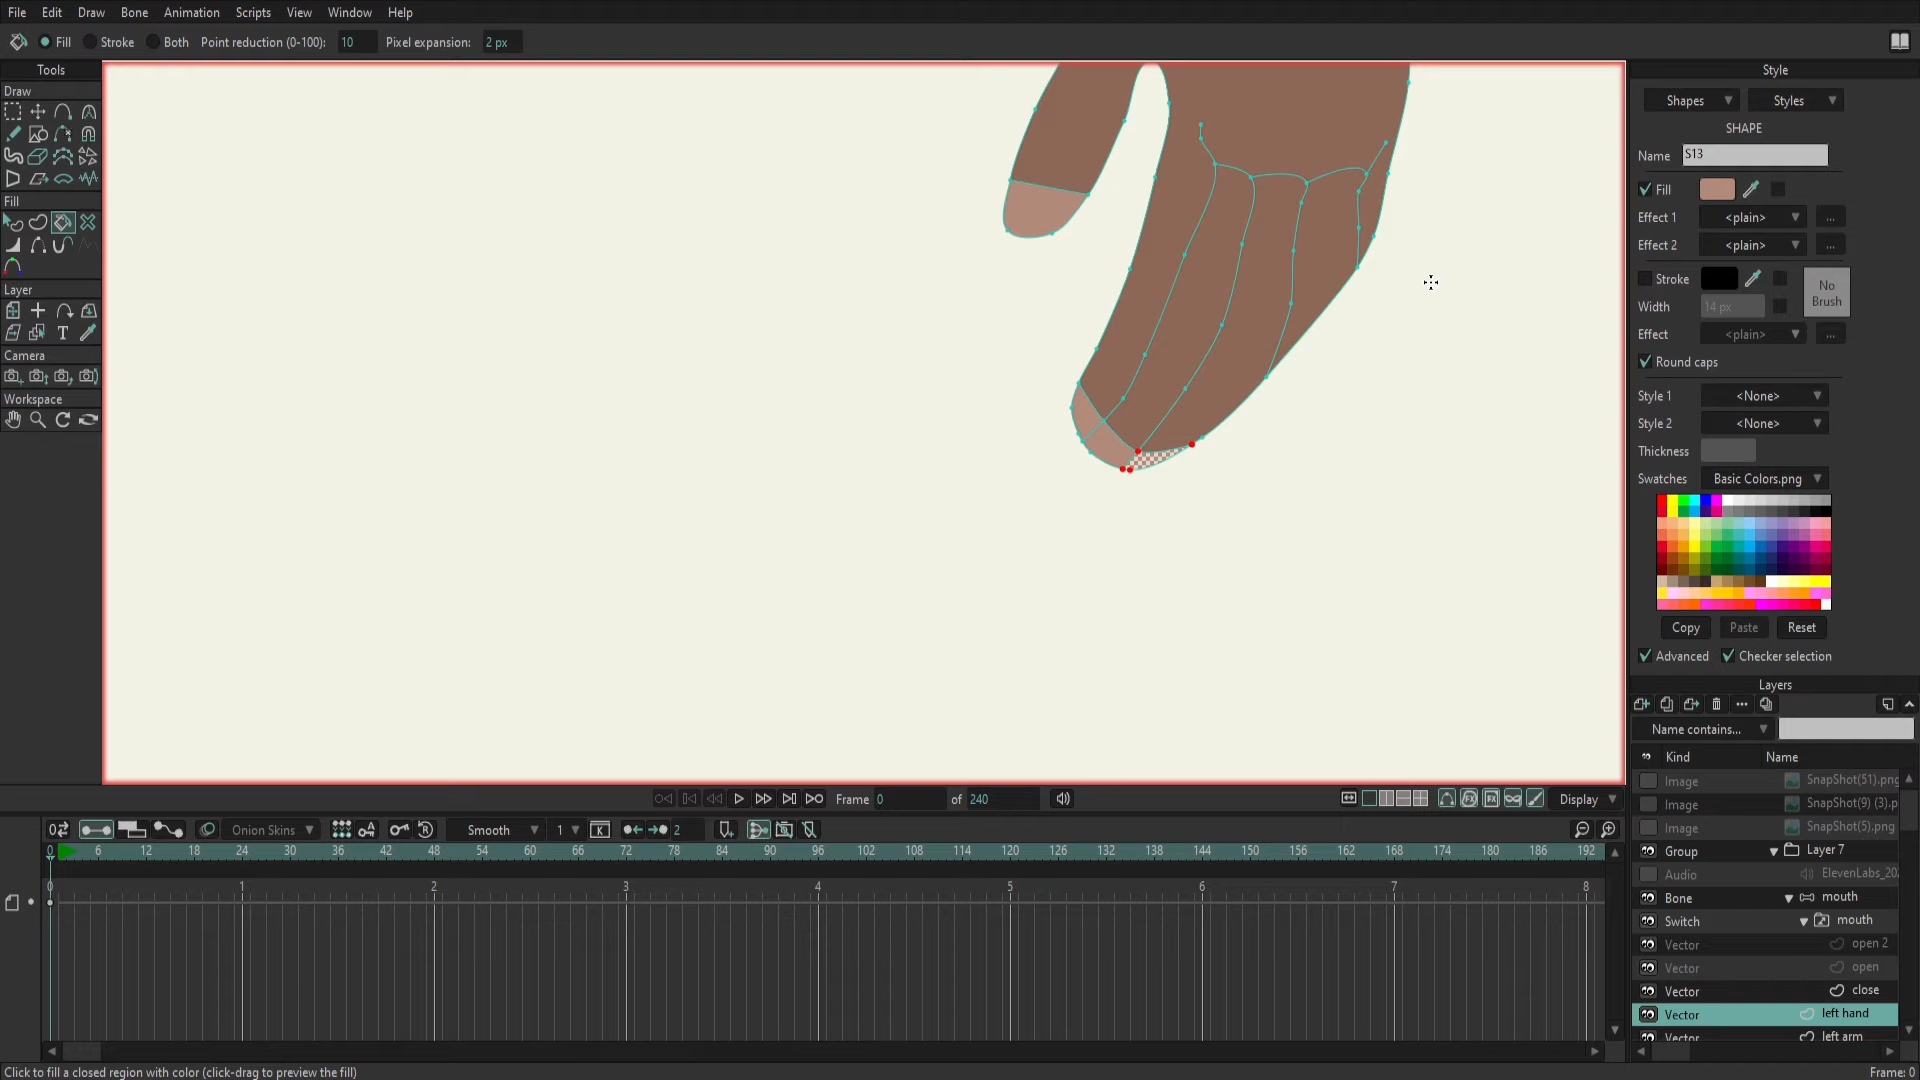 File Edit Draw Bone Animation Scripts View Window Help
Fill Stroke Both Point reduction (0-100): 10 Pixel expansion: 2 px
Tools
Draw
Fill
Layer
Camera
Workspace
Style
Shapes Styles
SHAPE
Name S13
Fill
Effect 1 <plain> ...
Effect 2 <plain> ...
Stroke No Brush
Width 14 px
Effect <plain> ...
Round caps
Style 1 <None>
Style 2 <None>
Thickness
Swatches Basic Colors.png
Copy Paste Reset
Advanced Checker selection
Layers
Name contains...
Kind Name
Image SnapShot(51).png
Image SnapShot(9) (3).p
Image SnapShot(5).png
Group Layer 7
Audio ElevenLabs_20
Bone mouth
Switch mouth
Vector open 2
Vector open
Vector close
Vector left hand
Vector left arm
Frame 0 of 240 Display
Onion Skins Smooth 1 K 2
0 6 12 18 24 30 36 42 48 54 60 66 72 78 84 90 96 102 108 114 120 126 132 138 144 150 156 162 168 174 180 186 192
0 1 2 3 4 5 6 7 8
Click to fill a closed region with color (click-drag to preview the fill) Frame: 0